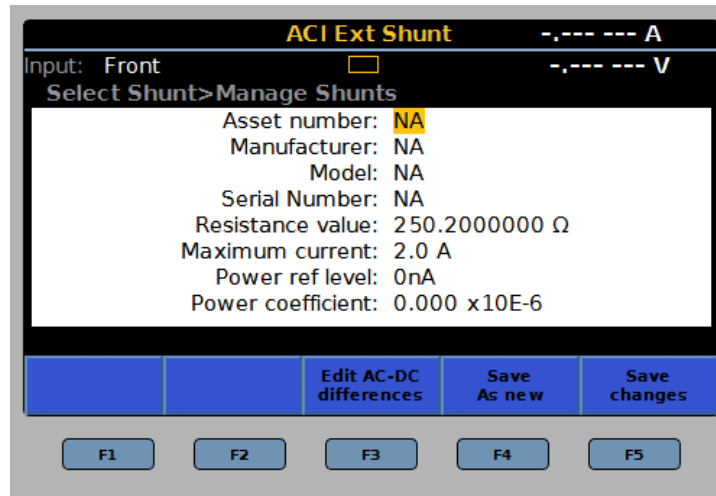 ACI Ext Shunt -.--- --- A
Input: Front -.--- --- V
Select Shunt>Manage Shunts
Asset number: NA
Manufacturer: NA
Model: NA
Serial Number: NA
Resistance value: 250.2000000 Ω
Maximum current: 2.0 A
Power ref level: 0nA
Power coefficient: 0.000 x10E-6
Edit AC-DC differences
Save As new
Save changes
F1 F2 F3 F4 F5